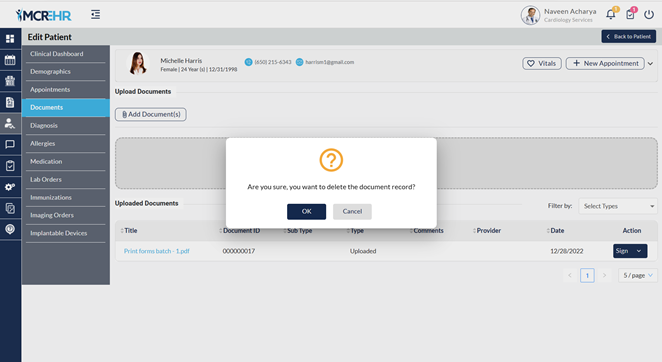 MCREHR
Naveen Acharya
Cardiology Services
Edit Patient
Back to Patient
Clinical Dashboard
Demographics
Appointments
Documents
Diagnosis
Allergies
Medication
Lab Orders
Immunizations
Imaging Orders
Implantable Devices
Michelle Harris
Female | 24 Year (s) | 12/31/1998
(650) 215-6343
harrism1@gmail.com
Vitals
New Appointment
Upload Documents
Add Document(s)
Are you sure, you want to delete the document record?
OK
Cancel
Uploaded Documents
Filter by:
Select Types
Title
Document ID
Sub Type
Type
Comments
Provider
Date
Action
Print forms batch - 1.pdf
000000017
Uploaded
12/28/2022
Sign
1
5 / page